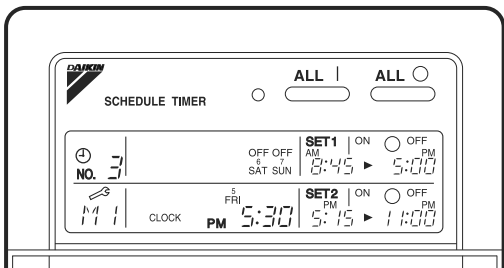 DAIKIN
SCHEDULE TIMER
ALL | ALL ○
OFF OFF SET1 | ON ○ OFF
6 7 AM PM
NO. 3 SAT SUN 8:45 ► 5:00
5 SET2 | ON ○ OFF
FRI PM PM
M1 CLOCK PM 5:30 5:15 ► 11:00